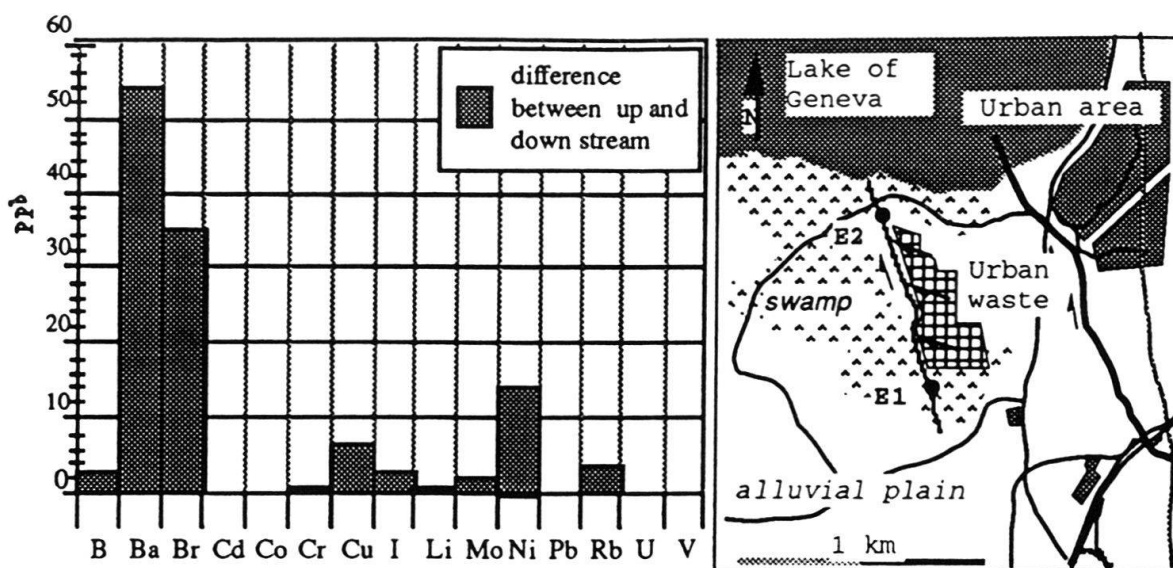 60
50
40
30
20
10
0
ppb
difference
between up and
down stream
B Ba Br Cd Co Cr Cu I Li Mo Ni Pb Rb U V
N
Lake of
Geneva
Urban area
E2
Urban
waste
swamp
E1
alluvial plain
1 km